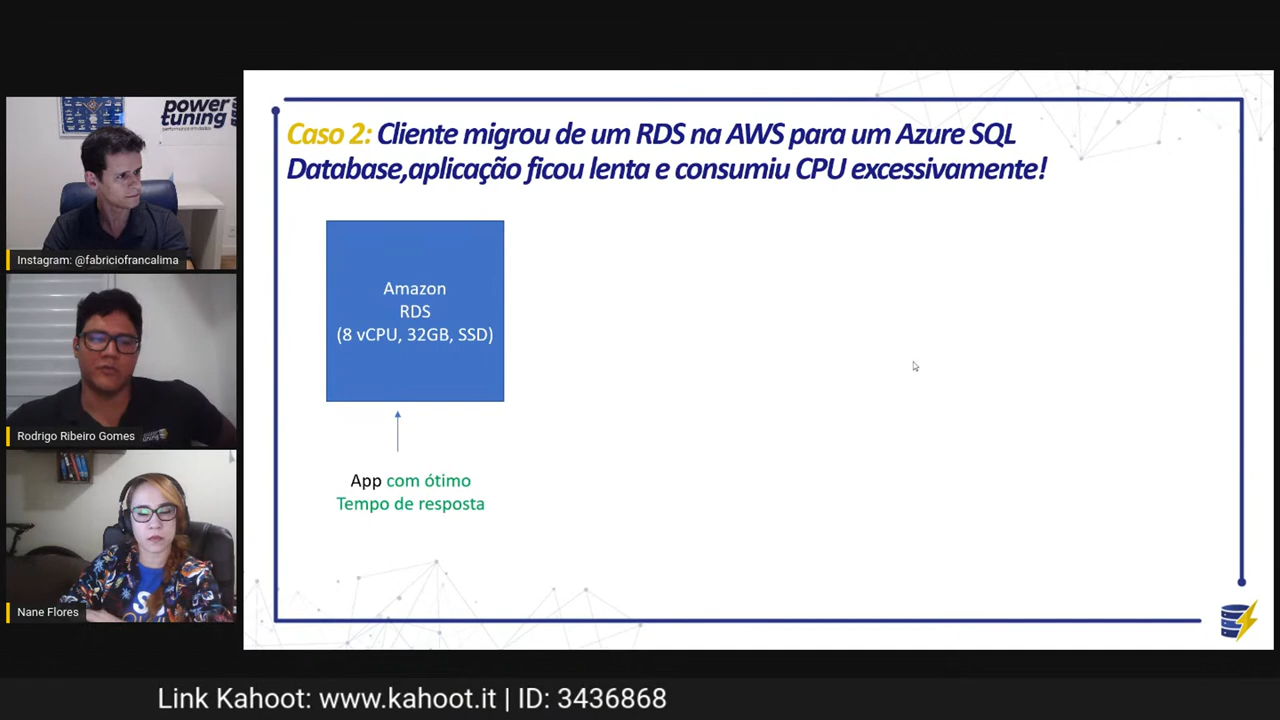 power
tuning
Instagram: @fabriciofrancalima
Rodrigo Ribeiro Gomes
Nane Flores
Caso 2: Cliente migrou de um RDS na AWS para um Azure SQL
Database,aplicação ficou lenta e consumiu CPU excessivamente!
Amazon
RDS
(8 vCPU, 32GB, SSD)
App com ótimo
Tempo de resposta
Link Kahoot: www.kahoot.it | ID: 3436868